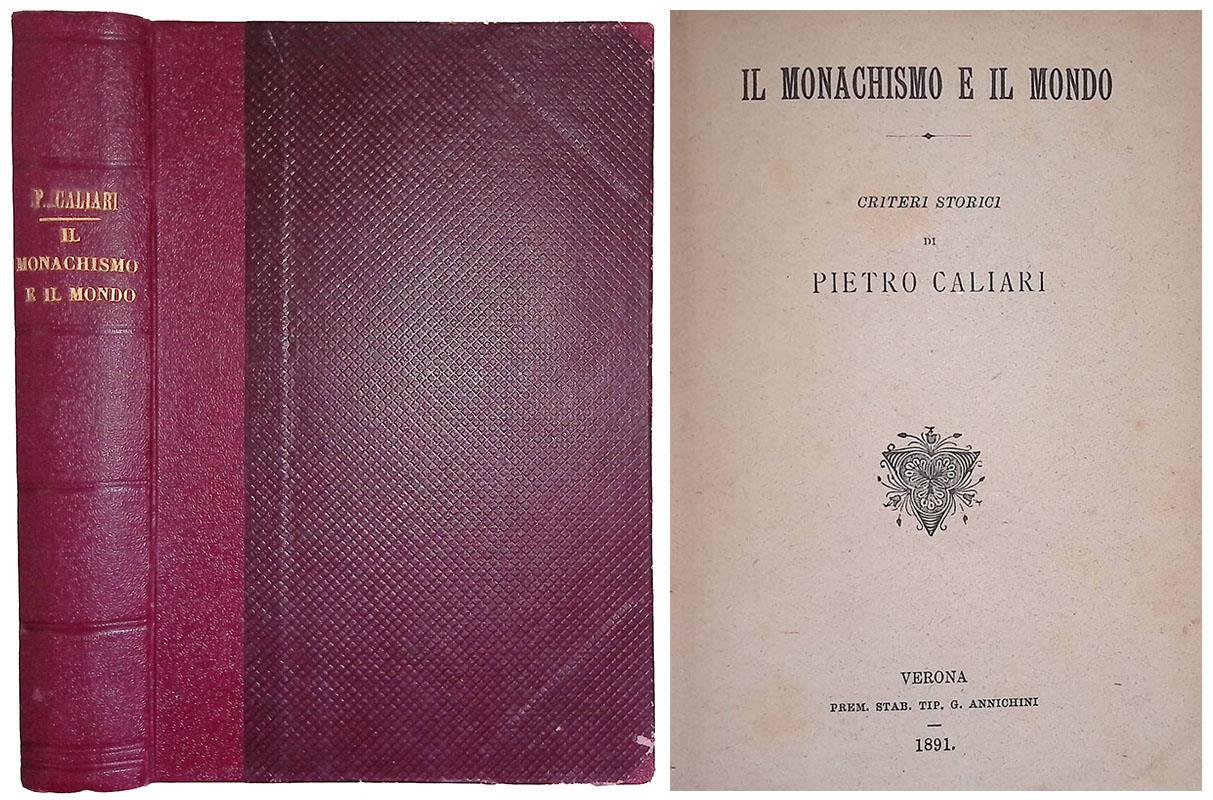 P. CALIARI
IL
MONACHISMO
E IL MONDO
IL MONACHISMO E IL MONDO
CRITERI STORICI
DI
PIETRO CALIARI
VERONA
PREM. STAB. TIP. G. ANNICHINI
1891.